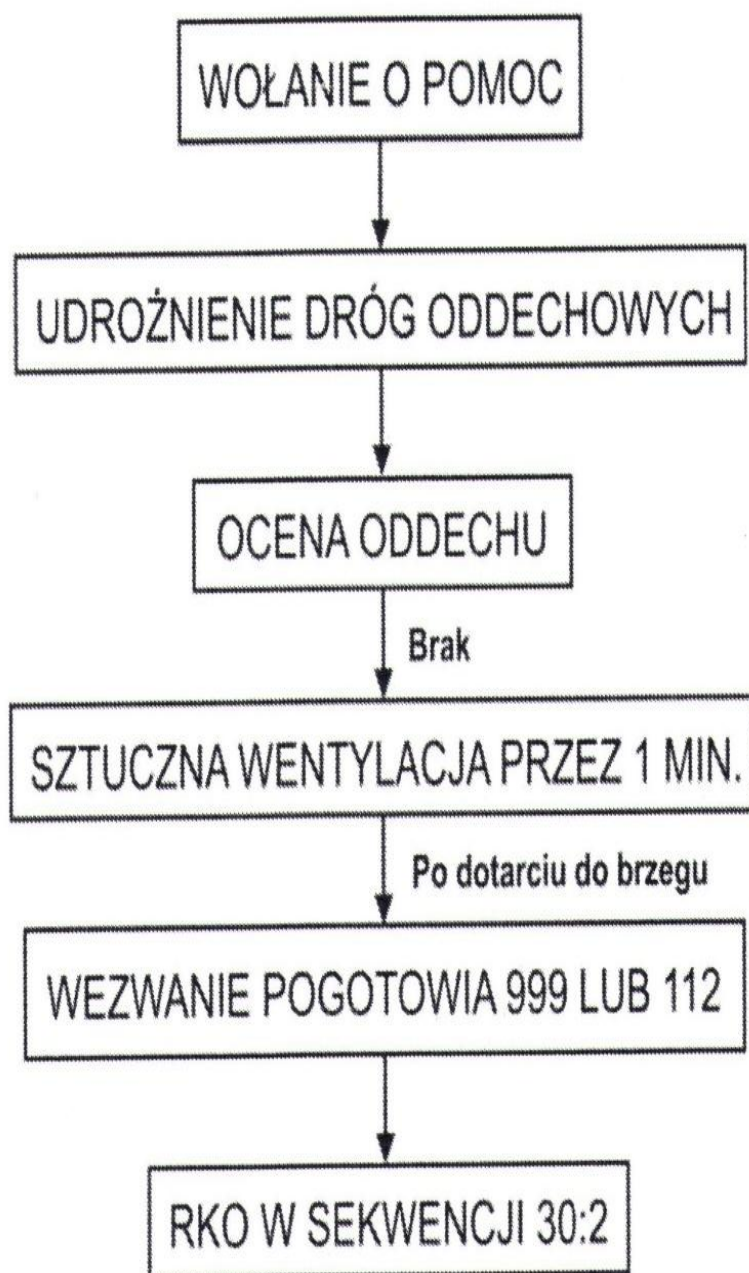 WOŁANIE O POMOC
UDROŻNIENIE DRÓG ODDECHOWYCH
OCENA ODDECHU
Brak
SZTUCZNA WENTYLACJA PRZEZ 1 MIN.
Po dotarciu do brzegu
WEZWANIE POGOTOWIA 999 LUB 112
RKO W SEKWENCJI 30:2